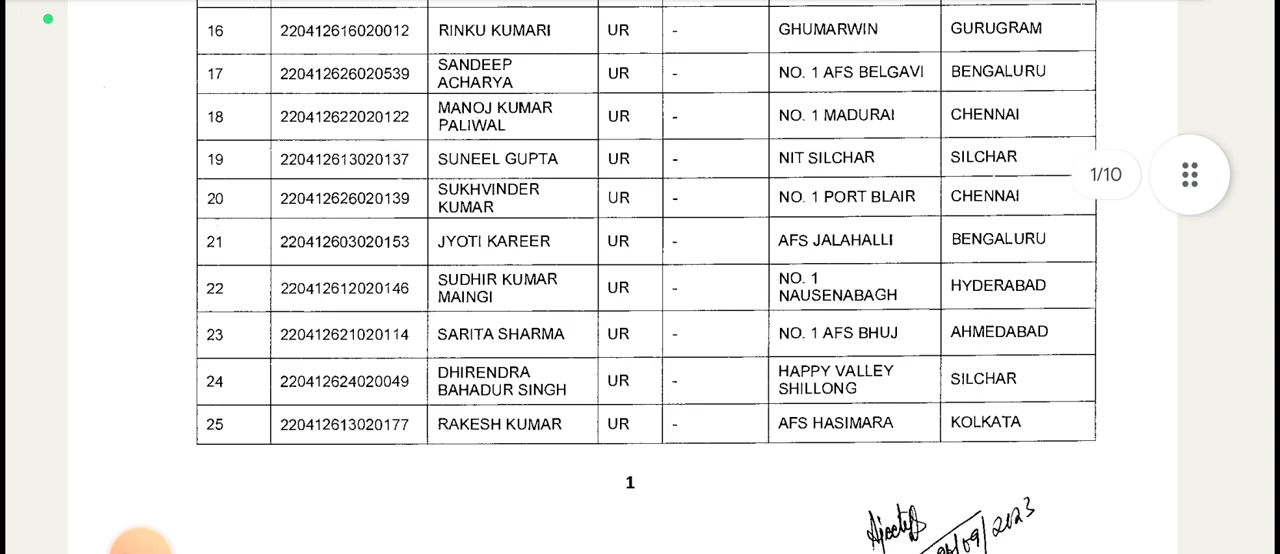 16 220412616020012 RINKU KUMARI UR - GHUMARWIN GURUGRAM
17 220412626020539 SANDEEP ACHARYA UR - NO. 1 AFS BELGAVI BENGALURU
18 220412622020122 MANOJ KUMAR PALIWAL UR - NO. 1 MADURAI CHENNAI
19 220412613020137 SUNEEL GUPTA UR - NIT SILCHAR SILCHAR
20 220412626020139 SUKHVINDER KUMAR UR - NO. 1 PORT BLAIR CHENNAI
21 220412603020153 JYOTI KAREER UR - AFS JALAHALLI BENGALURU
22 220412612020146 SUDHIR KUMAR MAINGI UR - NO. 1 NAUSENABAGH HYDERABAD
23 220412621020114 SARITA SHARMA UR - NO. 1 AFS BHUJ AHMEDABAD
24 220412624020049 DHIRENDRA BAHADUR SINGH UR - HAPPY VALLEY SHILLONG SILCHAR
25 220412613020177 RAKESH KUMAR UR - AFS HASIMARA KOLKATA
1/10
1
/09/2023